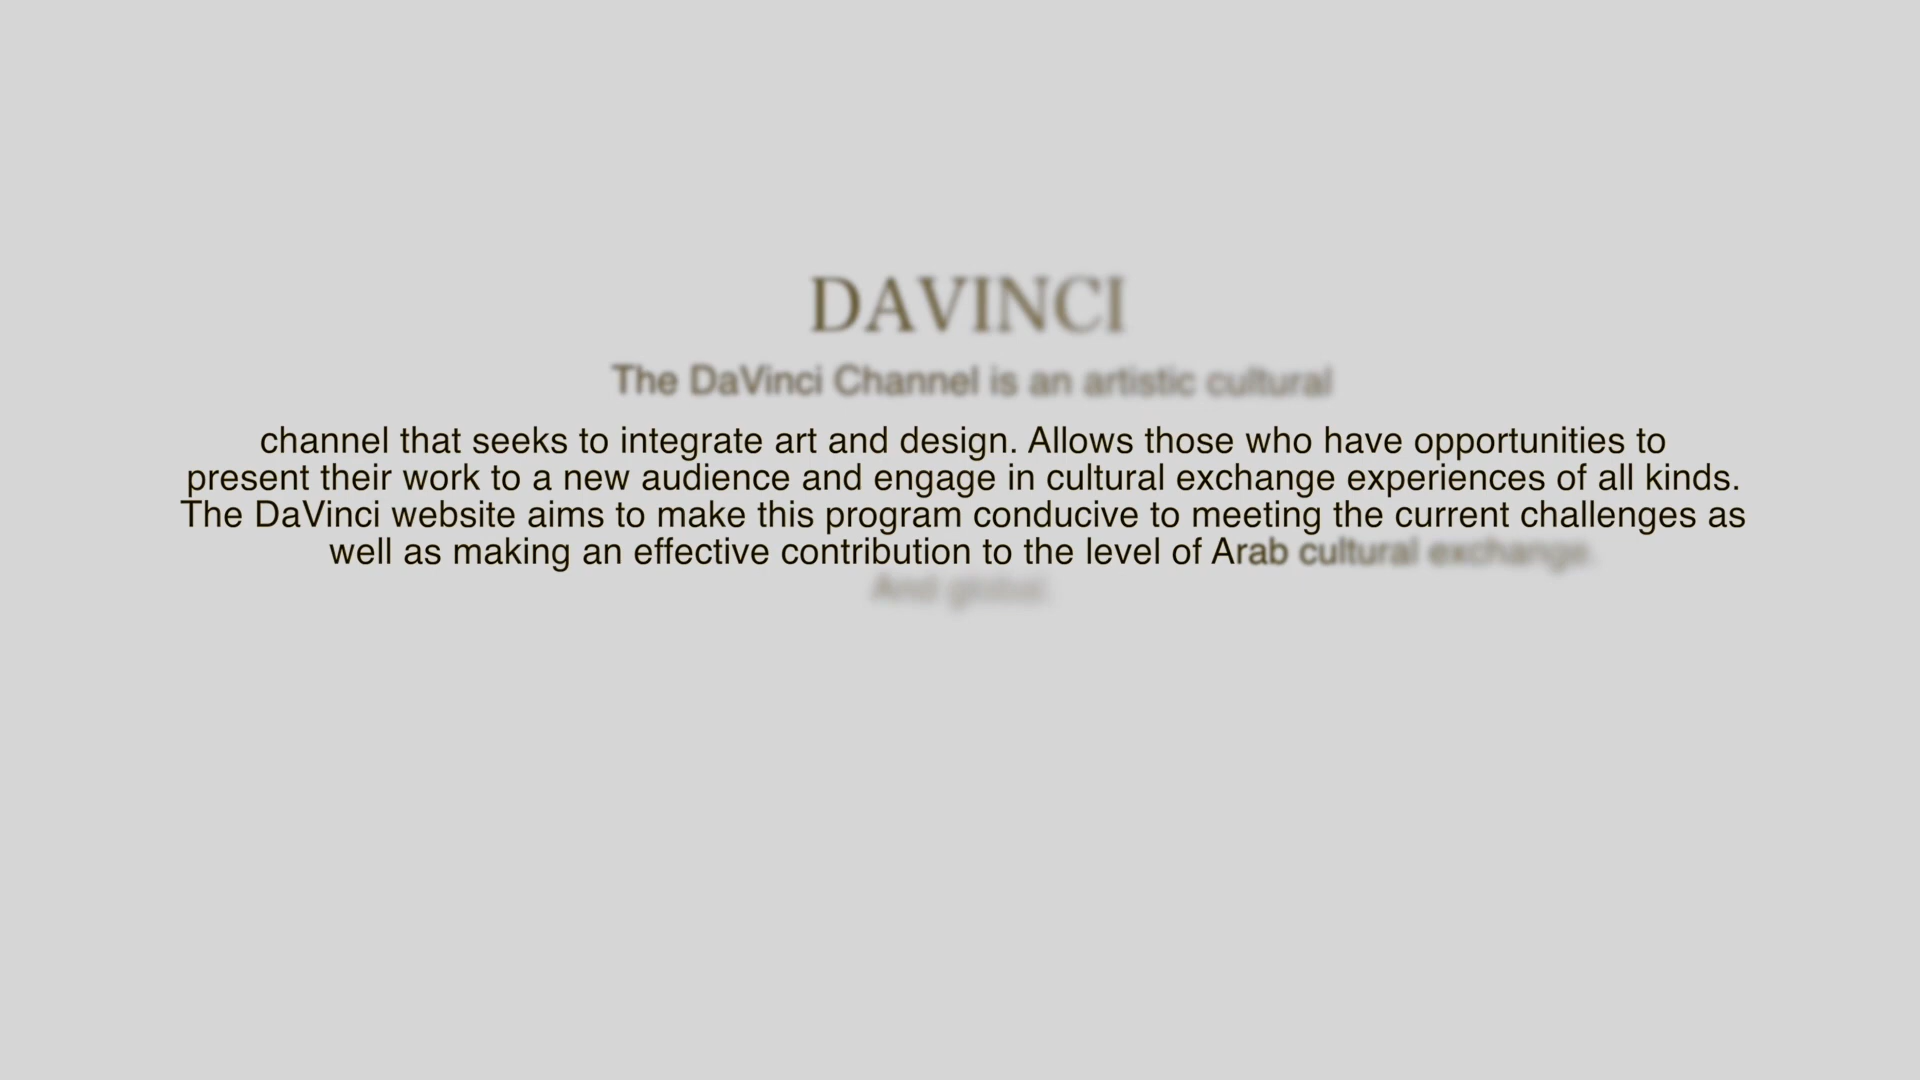 DAVINCI
The DaVinci Channel is an artistic cultural
channel that seeks to integrate art and design. Allows those who have opportunities to
present their work to a new audience and engage in cultural exchange experiences of all kinds.
The DaVinci website aims to make this program conducive to meeting the current challenges as
well as making an effective contribution to the level of Arab cultural exchange.
And global.